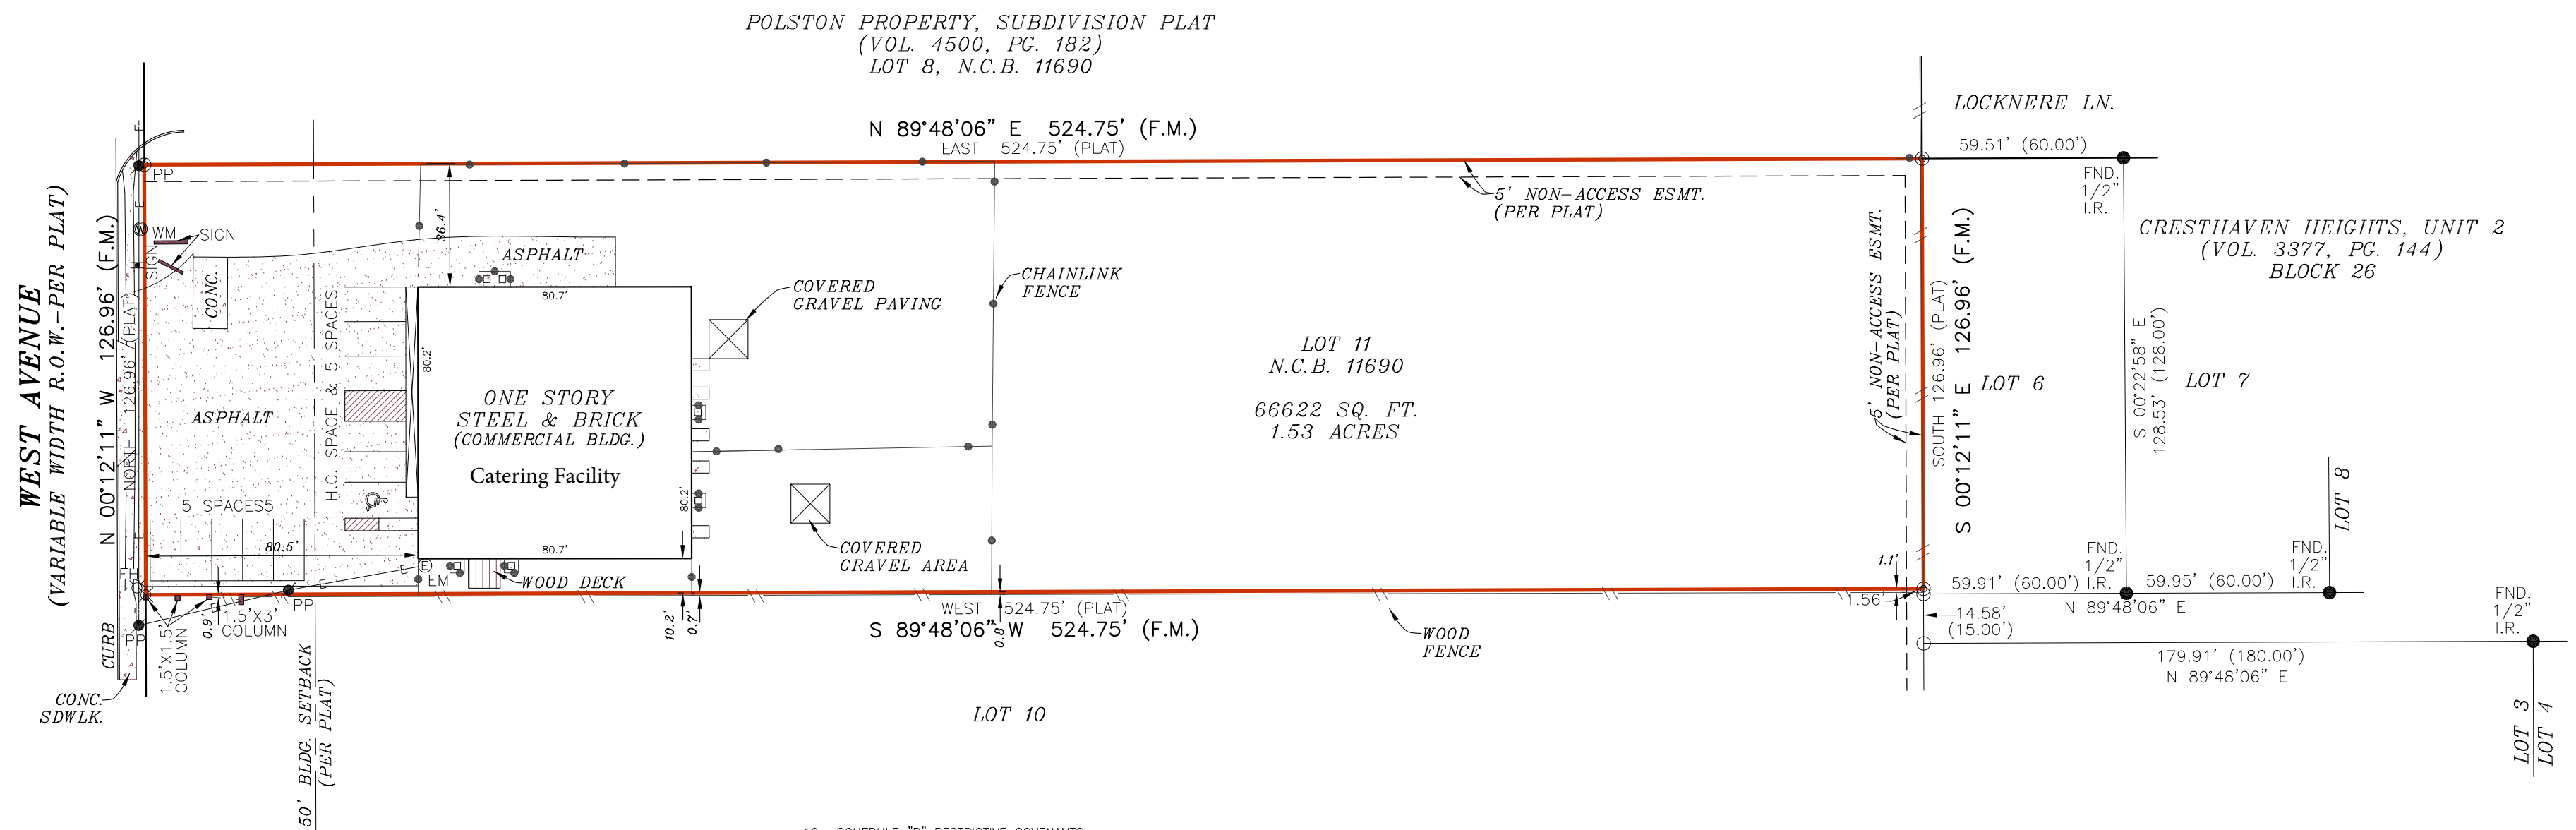 POLSTON PROPERTY, SUBDIVISION PLAT
(VOL. 4500, PG. 182)
LOT 8, N.C.B. 11690
N 89°48'06" E 524.75' (F.M.)
EAST 524.75' (PLAT)
LOCKNERE LN.
59.51' (60.00')
FND.
1/2"
I.R.
CRESTHAVEN HEIGHTS, UNIT 2
(VOL. 3377, PG. 144)
BLOCK 26
WEST AVENUE
(VARIABLE WIDTH R.O.W.-PER PLAT)
N 00°12'11" W 126.96' (F.M.)
NORTH 126.96' (PLAT)
PP
W
WM
SIGN
SIGN
CONC.
ASPHALT
1 H.C. SPACE & 5 SPACES
5 SPACES5
80.5'
36.4'
ASPHALT
80.7'
80.2'
ONE STORY
STEEL & BRICK
(COMMERCIAL BLDG.)
Catering Facility
80.2'
80.7'
COVERED
GRAVEL PAVING
CHAINLINK
FENCE
COVERED
GRAVEL AREA
WOOD DECK
E
EM
LOT 11
N.C.B. 11690
66622 SQ. FT.
1.53 ACRES
5' NON-ACCESS ESMT.
(PER PLAT)
5' NON-ACCESS ESMT.
(PER PLAT)
SOUTH 126.96' (PLAT)
S 00°12'11" E 126.96' (F.M.)
LOT 6
S 00°22'58" E
128.53' (128.00')
LOT 7
LOT 8
FH
PP
PP
CURB
CONC.
SDWLK.
1.5'X1.5'
COLUMN
0.9'
1.5'X3'
COLUMN
50' BLDG. SETBACK
(PER PLAT)
10.2'
0.7'
0.8'
WEST 524.75' (PLAT)
S 89°48'06" W 524.75' (F.M.)
WOOD
FENCE
LOT 10
1.1'
1.56'
59.91' (60.00')
FND.
1/2"
I.R.
59.95' (60.00')
FND.
1/2"
I.R.
N 89°48'06" E
14.58'
(15.00')
179.91' (180.00')
N 89°48'06" E
FND.
1/2"
I.R.
LOT 3
LOT 4